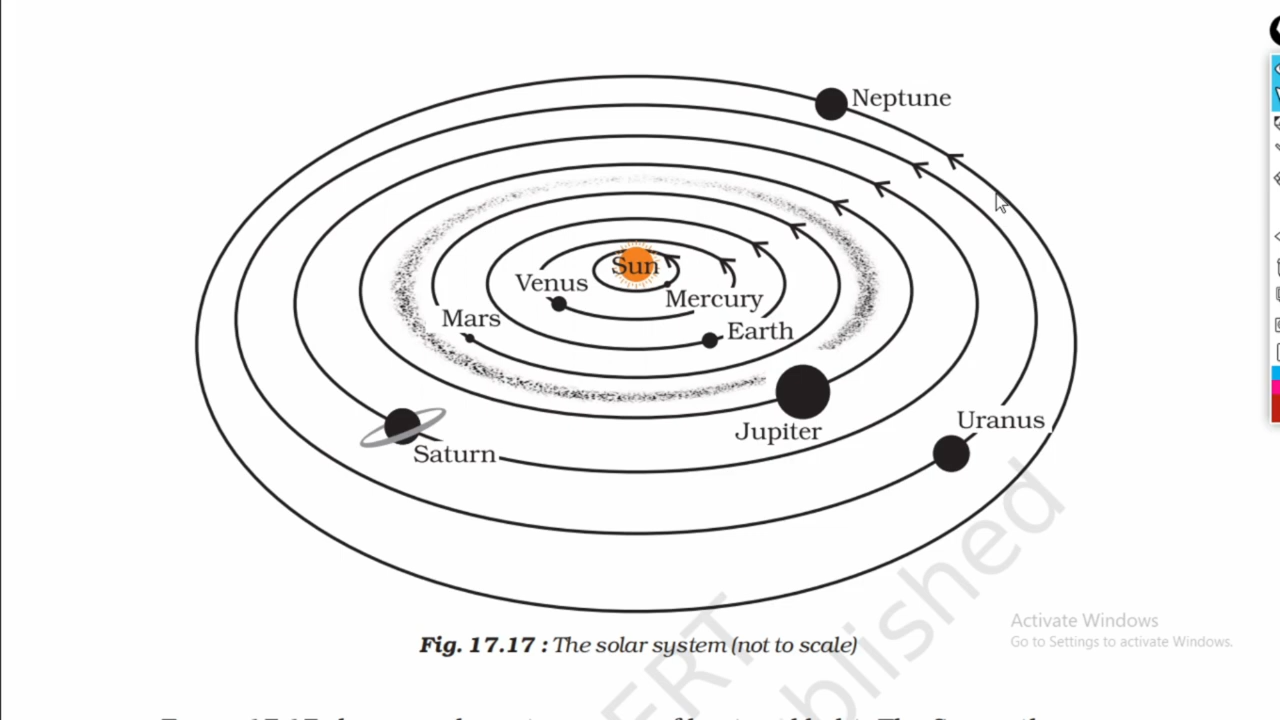 Neptune
Sun
Venus
Mercury
Mars
Earth
Jupiter
Uranus
Saturn
Fig. 17.17 : The solar system (not to scale)
Activate Windows
Go to Settings to activate Windows.